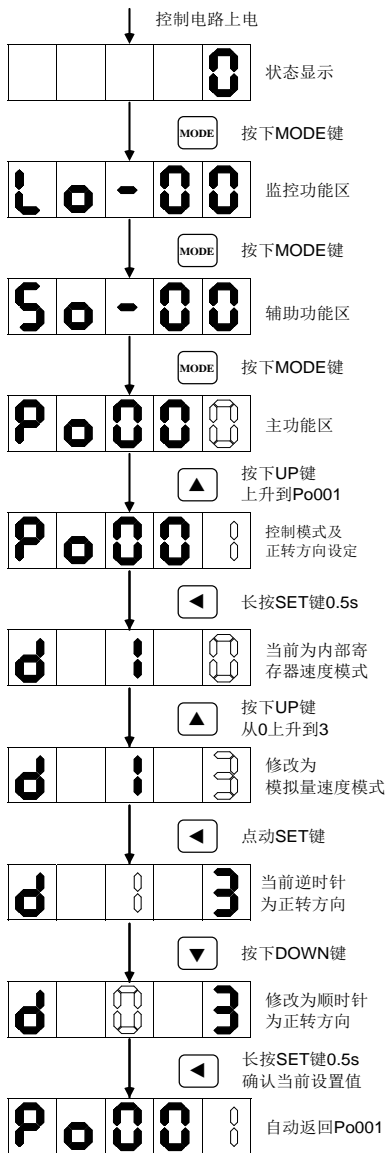 控制电路上电
0 状态显示
MODE 按下MODE键
Lo-00 监控功能区
MODE 按下MODE键
So-00 辅助功能区
MODE 按下MODE键
Po000 主功能区
按下UP键
上升到Po001
Po001 控制模式及
正转方向设定
长按SET键0.5s
d 1 0 当前为内部寄
存器速度模式
按下UP键
从0上升到3
d 1 3 修改为
模拟量速度模式
点动SET键
d 1 3 当前逆时针
为正转方向
按下DOWN键
d 0 3 修改为顺时针
为正转方向
长按SET键0.5s
确认当前设置值
Po001 自动返回Po001